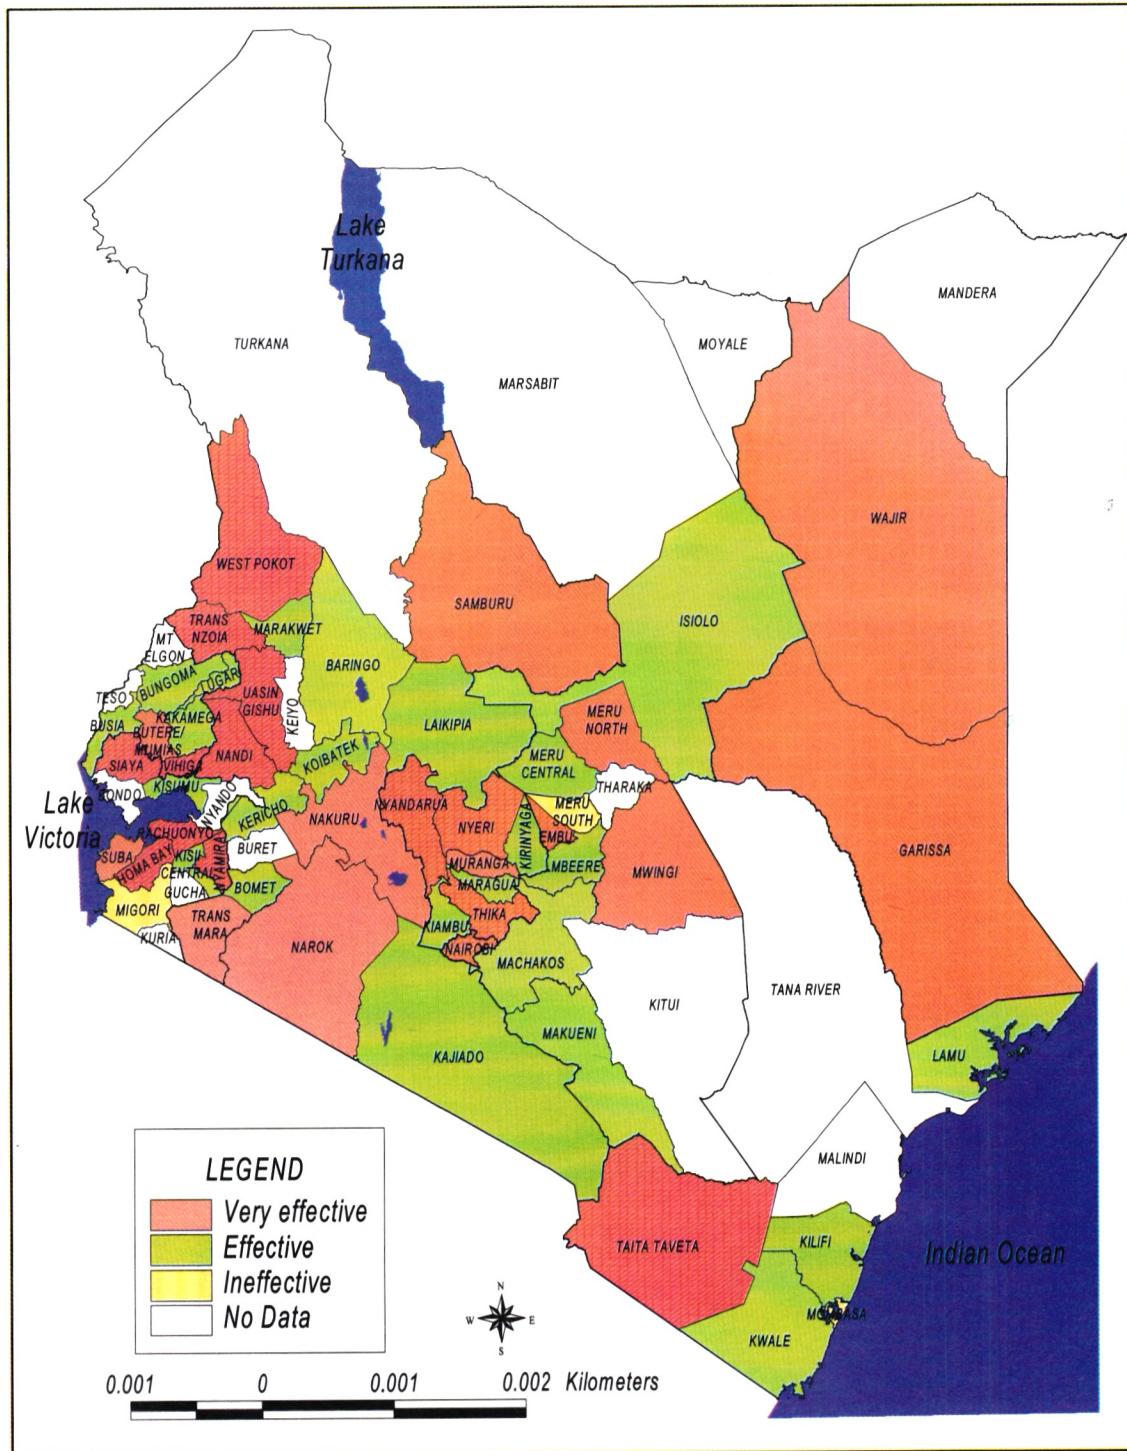 Lake
Turkana
MANDERA
TURKANA
MOYALE
MARSABIT
WAJIR
WEST POKOT
SAMBURU
ISIOLO
TRANS
NZOIA
MARAKWET
MT
ELGON
BARINGO
BUNGOMA
LUGARI
UASIN
GISHU
TESO
KEIYO
BUSIA
KAKAMEGA
BUTERE/
MUMIAS
LAIKIPIA
MERU
NORTH
SIAYA
VIHIGA
NANDI
KOIBATEK
MERU
CENTRAL
BONDO
KISUMU
THARAKA
Lake
Victoria
NYANDO
KERICHO
NAKURU
NYANDARUA
NYERI
KIRINYAGA
MERU
SOUTH
EMBU
RACHUONYO
SUBA
HOMA BAY
KISII
CENTRAL
NYAMIRA
BURET
MURANGA
MBEERE
MWINGI
GARISSA
GUCHA
BOMET
MARAGUA
MIGORI
TRANS
MARA
THIKA
KIAMBU
KURIA
NAROK
NAIROBI
MACHAKOS
KITUI
TANA RIVER
MAKUENI
KAJIADO
LAMU
MALINDI
LEGEND
Very effective
Effective
Ineffective
No Data
TAITA TAVETA
KILIFI
Indian Ocean
MOMBASA
KWALE
N
W E
S
0.001 0 0.001 0.002 Kilometers